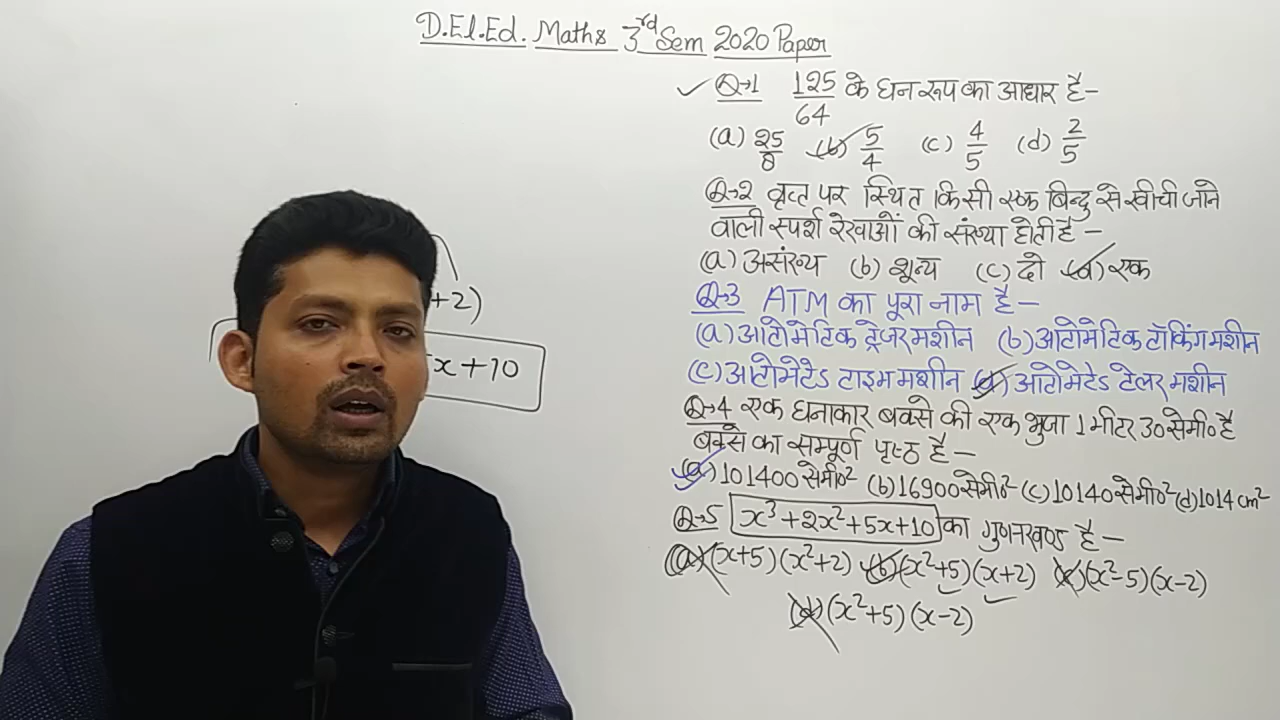 D.El.Ed. Maths 3rd Sem 2020 Paper
Q→1 125/64 के घन रूप का आधार है-
(a) 25/8 (b) 5/4 (c) 4/5 (d) 2/5
Q→2 वृत्त पर स्थित किसी एक बिन्दु से खीची जाने
वाली स्पर्श रेखाओं की संख्या होती है -
(a) असंख्य (b) शून्य (c) दो (d) एक
+2)
Q→3 ATM का पूरा नाम है -
(a) आटोमेटिक ट्रेजर मशीन (b) आटोमेटिक टॉकिंग मशीन
x+10
(c) आटोमेटेड टाइम मशीन (d) आटोमेटेड टेलर मशीन
Q→4 एक घनाकार बक्से की एक भुजा 1 मीटर 30 सेमी० है
बक्से का सम्पूर्ण पृष्ठ है -
(a) 101400 सेमी०² (b) 16900 सेमी०² (c) 10140 सेमी०² (d) 1014 cm²
Q→5 x³+2x²+5x+10 का गुणनखण्ड है -
(a) (x+5)(x²+2) (b) (x²+5)(x+2) (c) (x²-5)(x-2)
(d) (x²+5)(x-2)